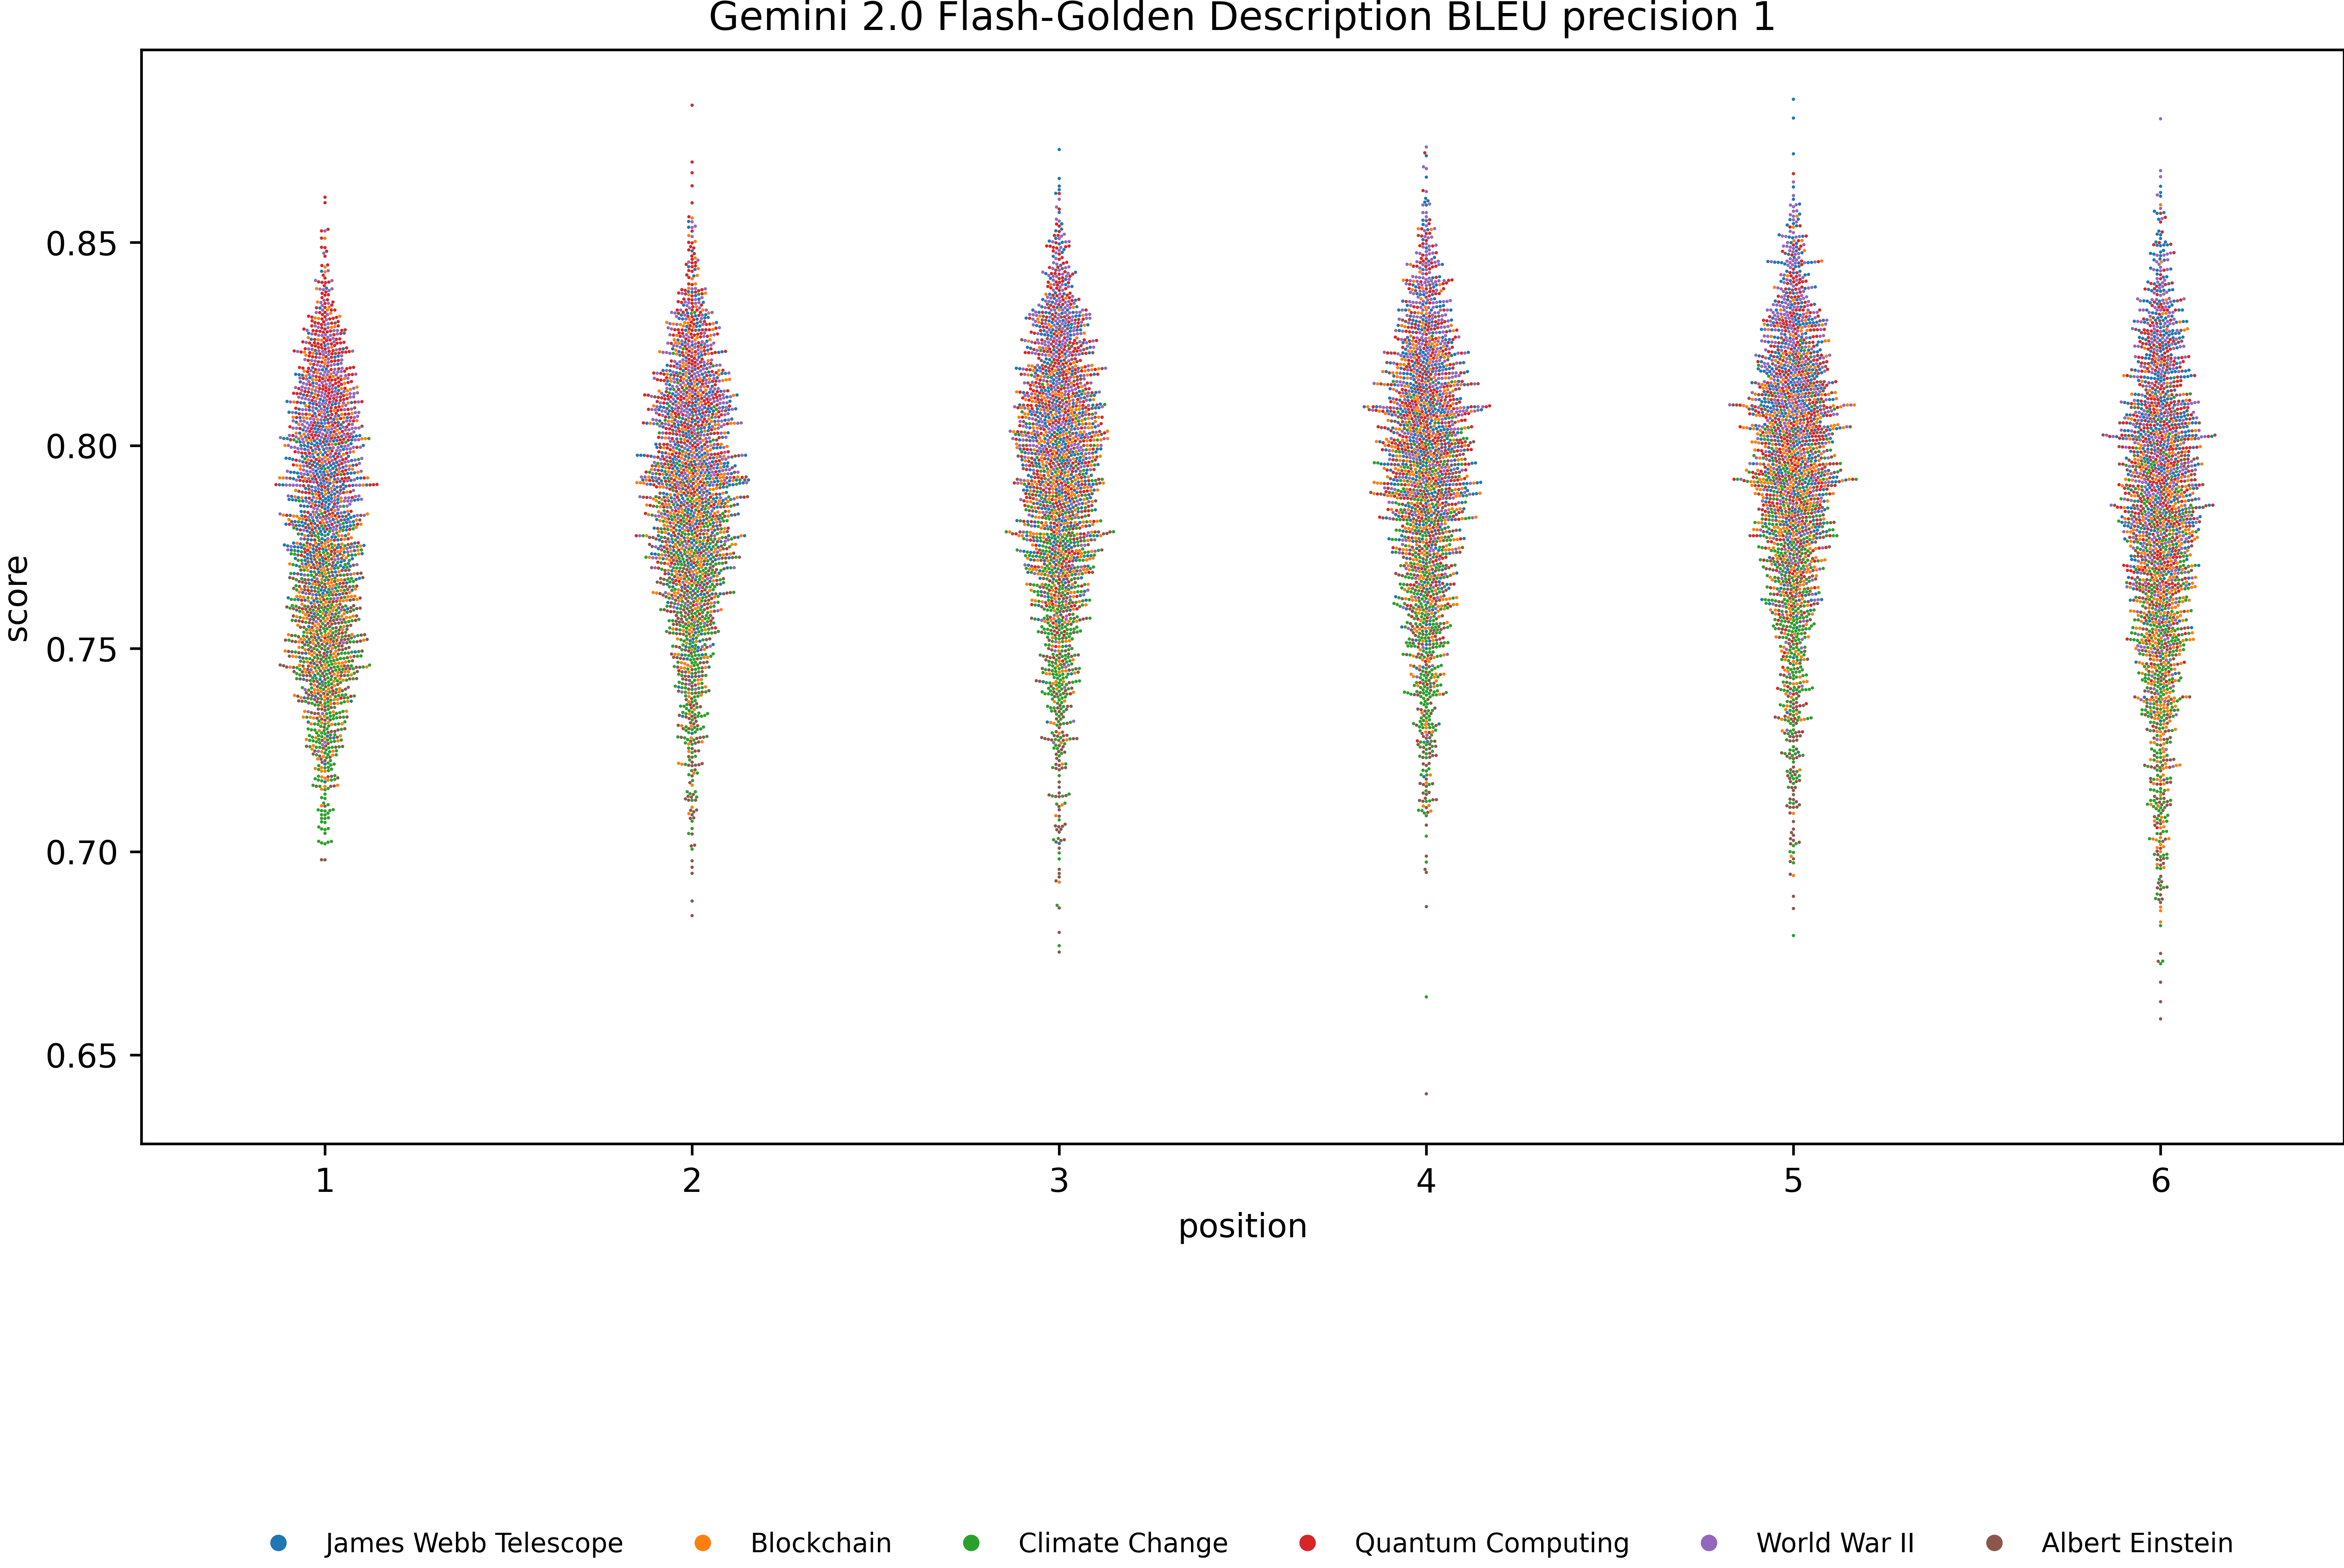 Gemini 2.0 Flash-Golden Description BLEU precision 1
score
0.85
0.80
0.75
0.70
0.65
1 2 3 4 5 6
position
James Webb Telescope Blockchain Climate Change Quantum Computing World War II Albert Einstein